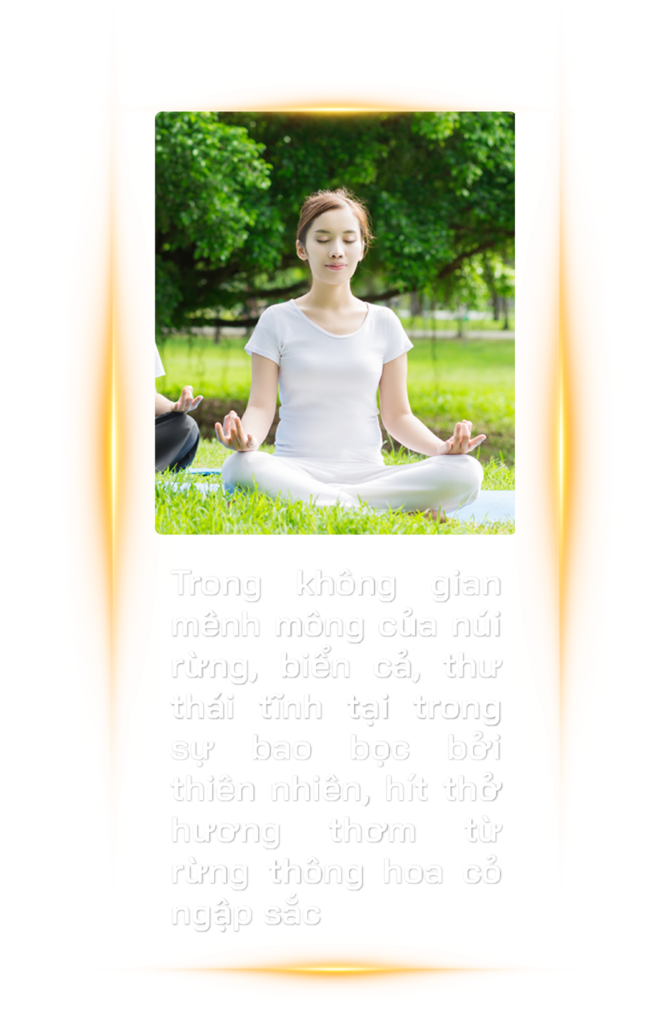 Trong không gian
mênh mông của núi
rừng, biển cả, thư
thái tĩnh tại trong
sự bao bọc bởi
thiên nhiên, hít thở
hương thơm từ
rừng thông hoa cỏ
ngập sắc